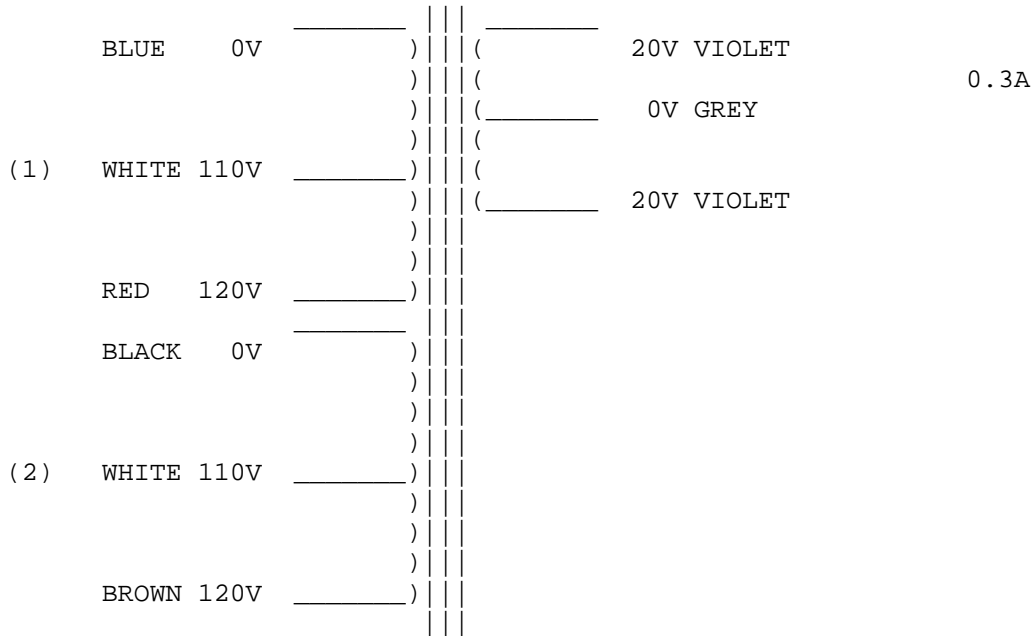 BLUE 0V 20V VIOLET
0.3A
0V GREY
(1) WHITE 110V
20V VIOLET
RED 120V
BLACK 0V
(2) WHITE 110V
BROWN 120V